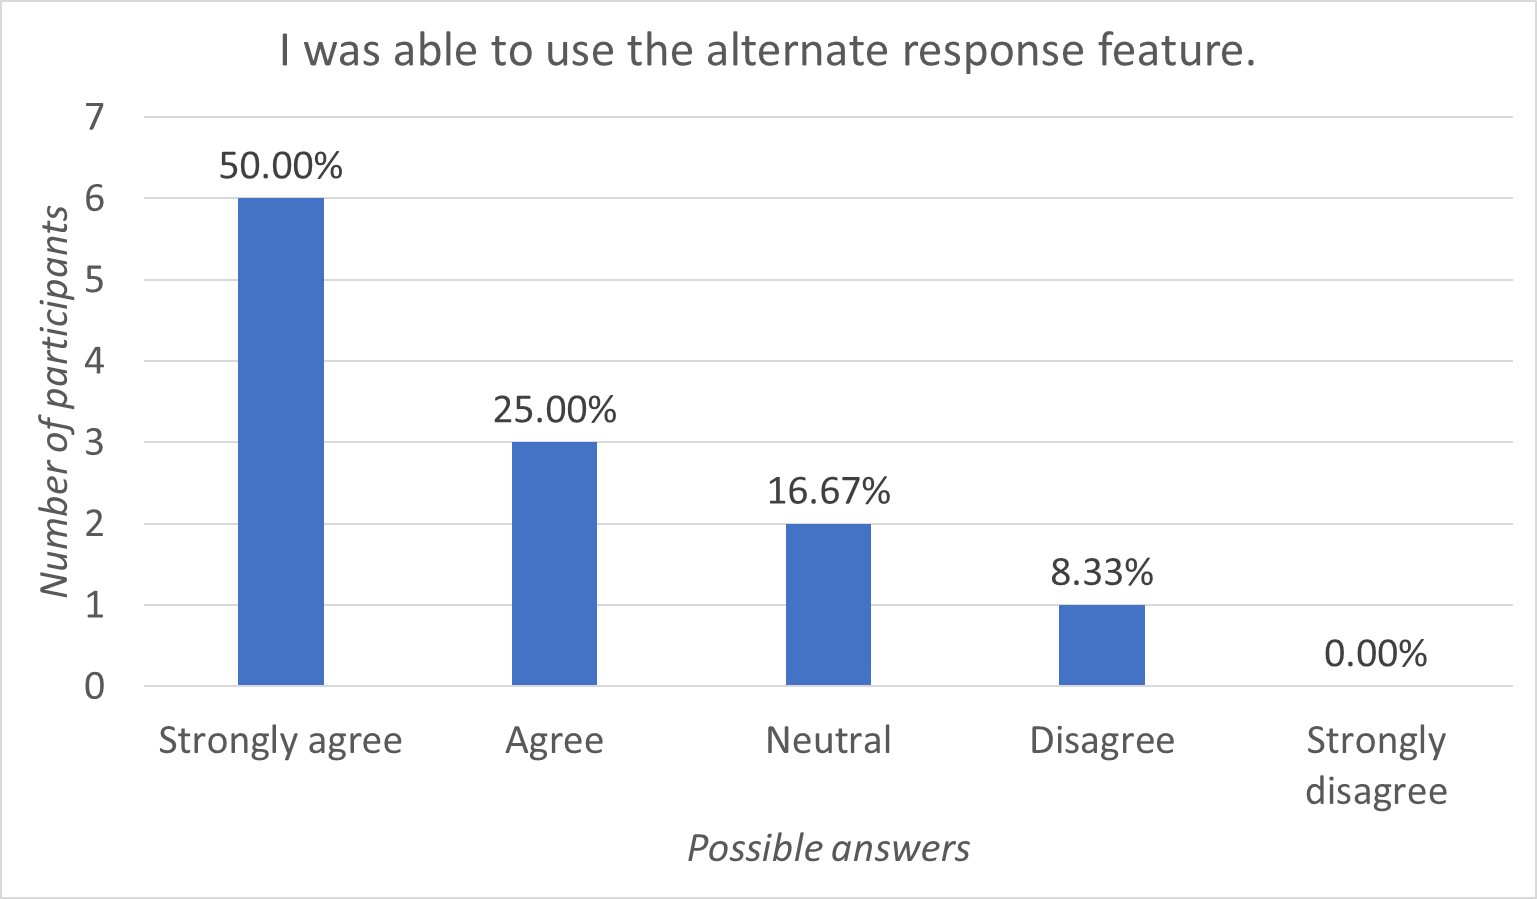 I was able to use the alternate response feature.
7
6
5
4
3
2
1
0
Number of participants
50.00%
25.00%
16.67%
8.33%
0.00%
Strongly agree
Agree
Neutral
Disagree
Strongly
disagree
Possible answers